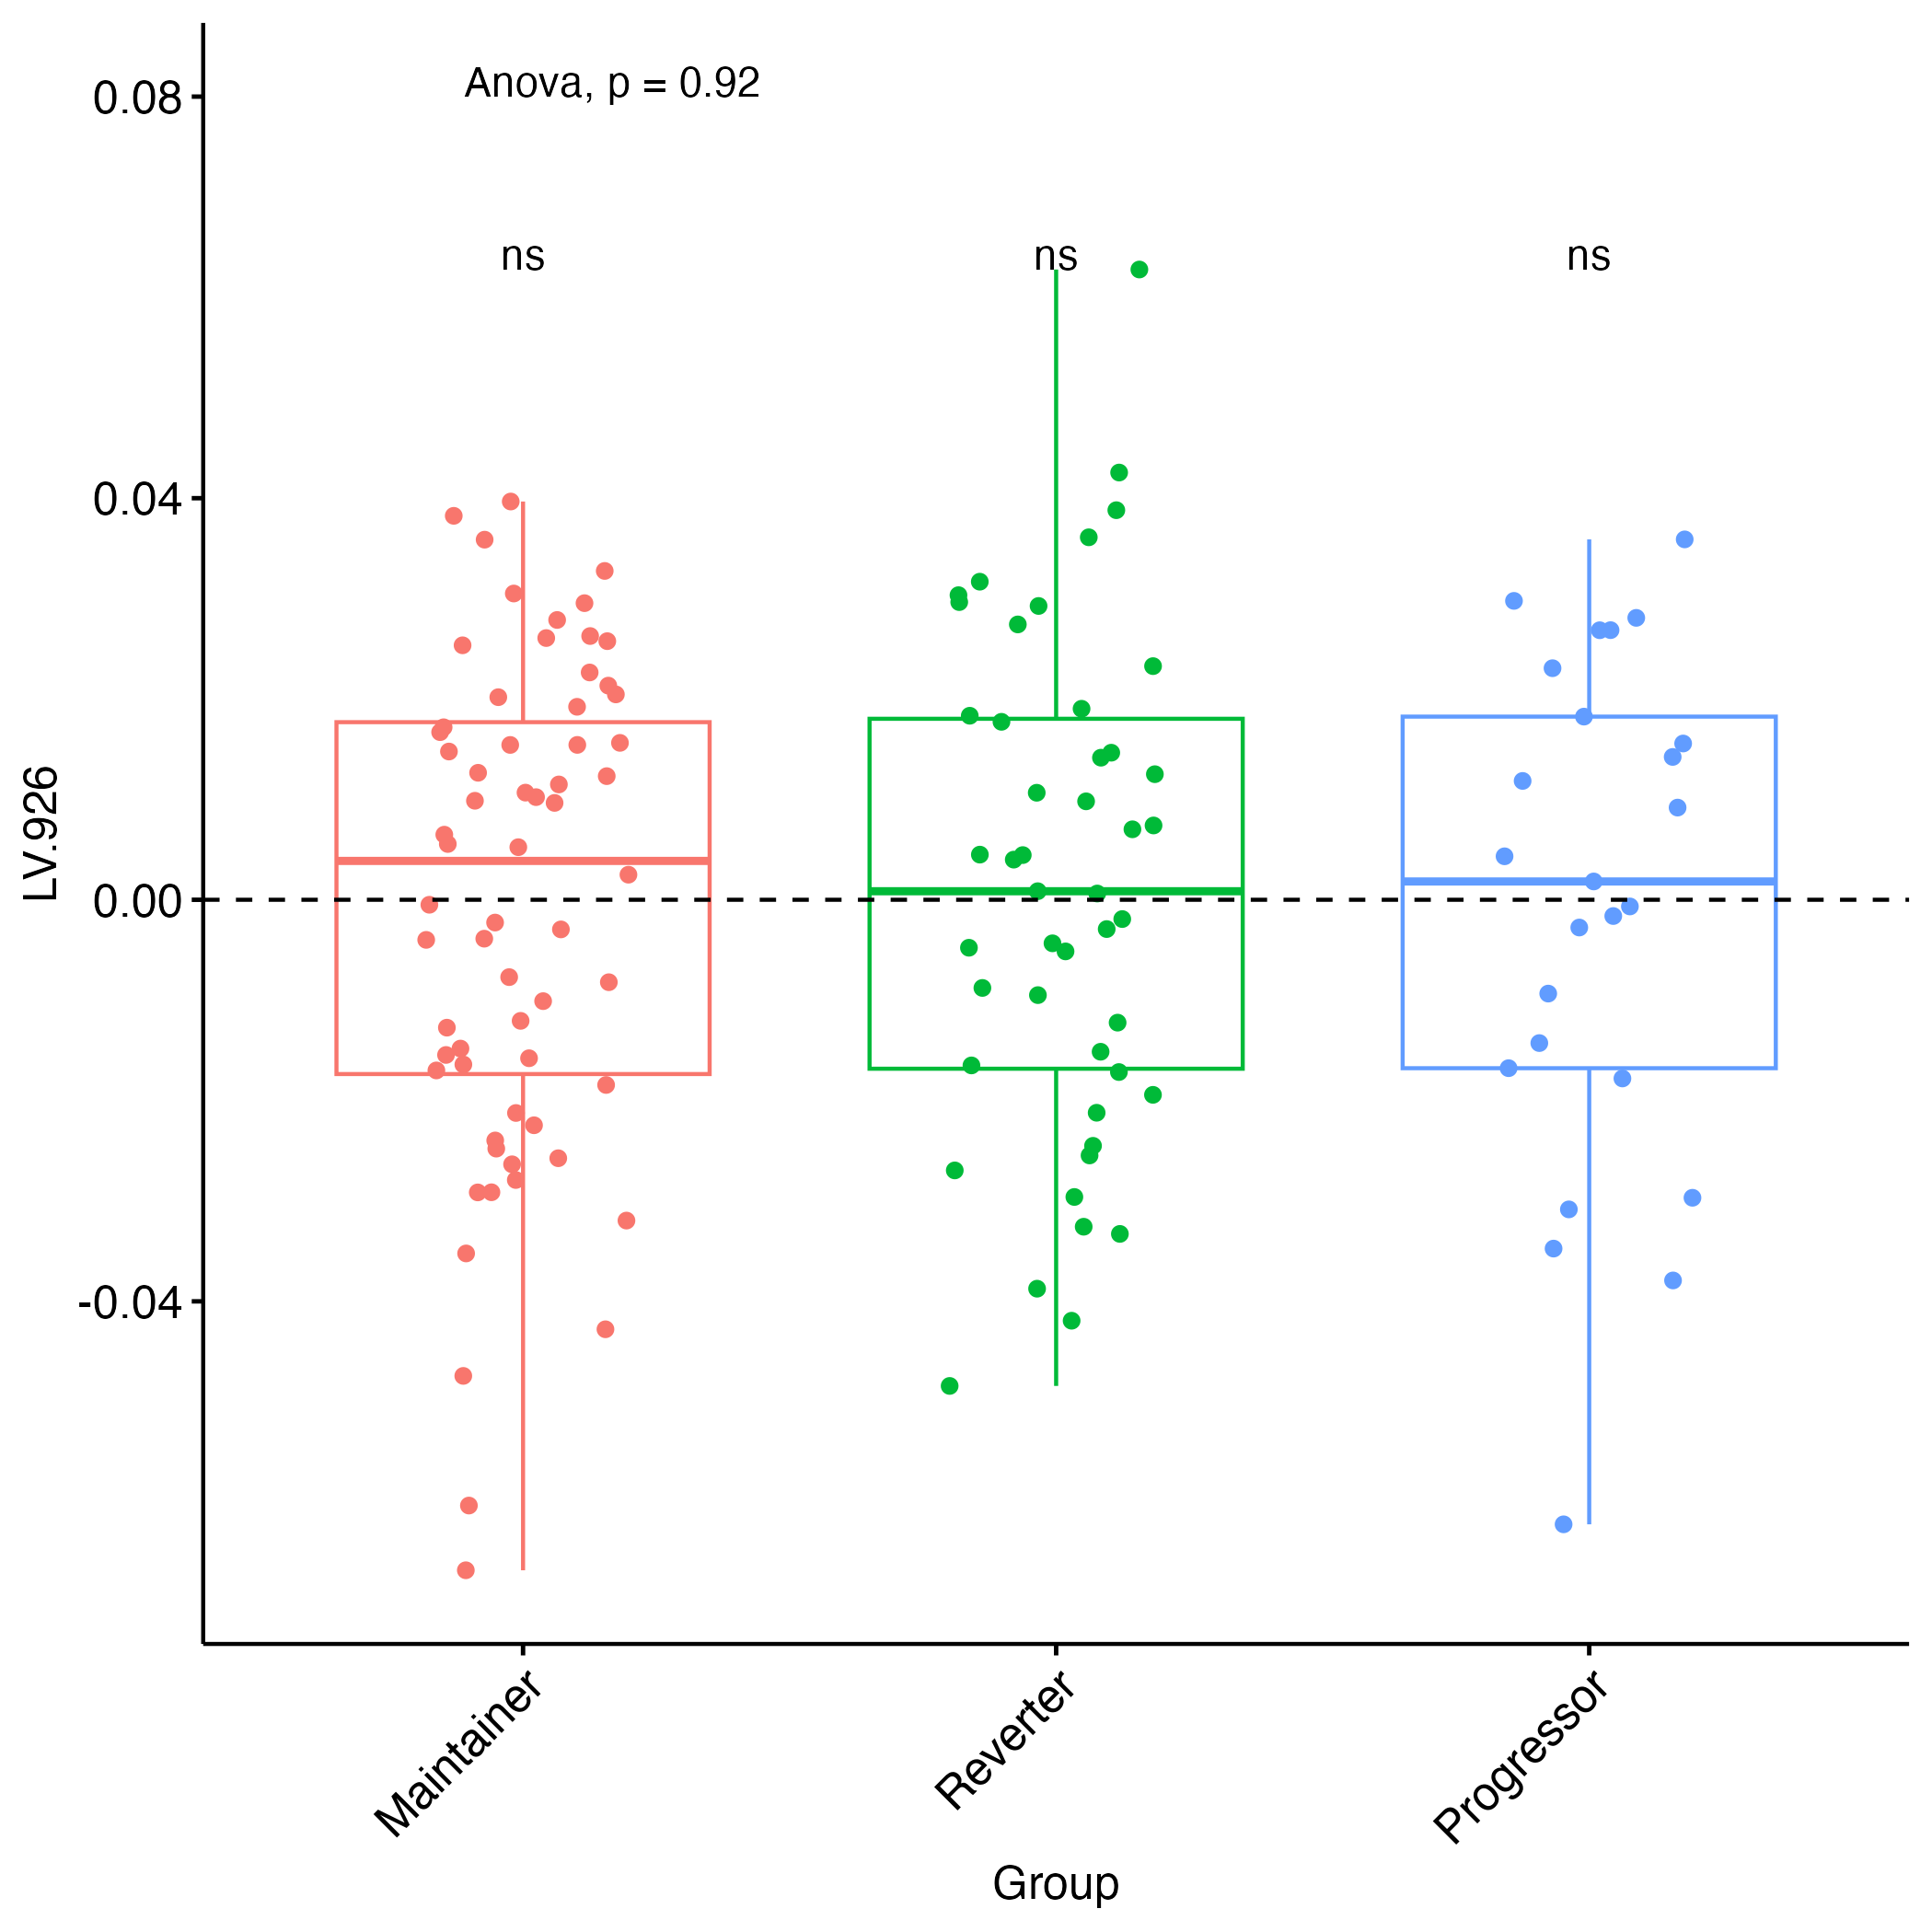 Anova, p = 0.92
ns ns ns
0.08
0.04
0.00
-0.04
LV.926
Maintainer
Reverter
Progressor
Group